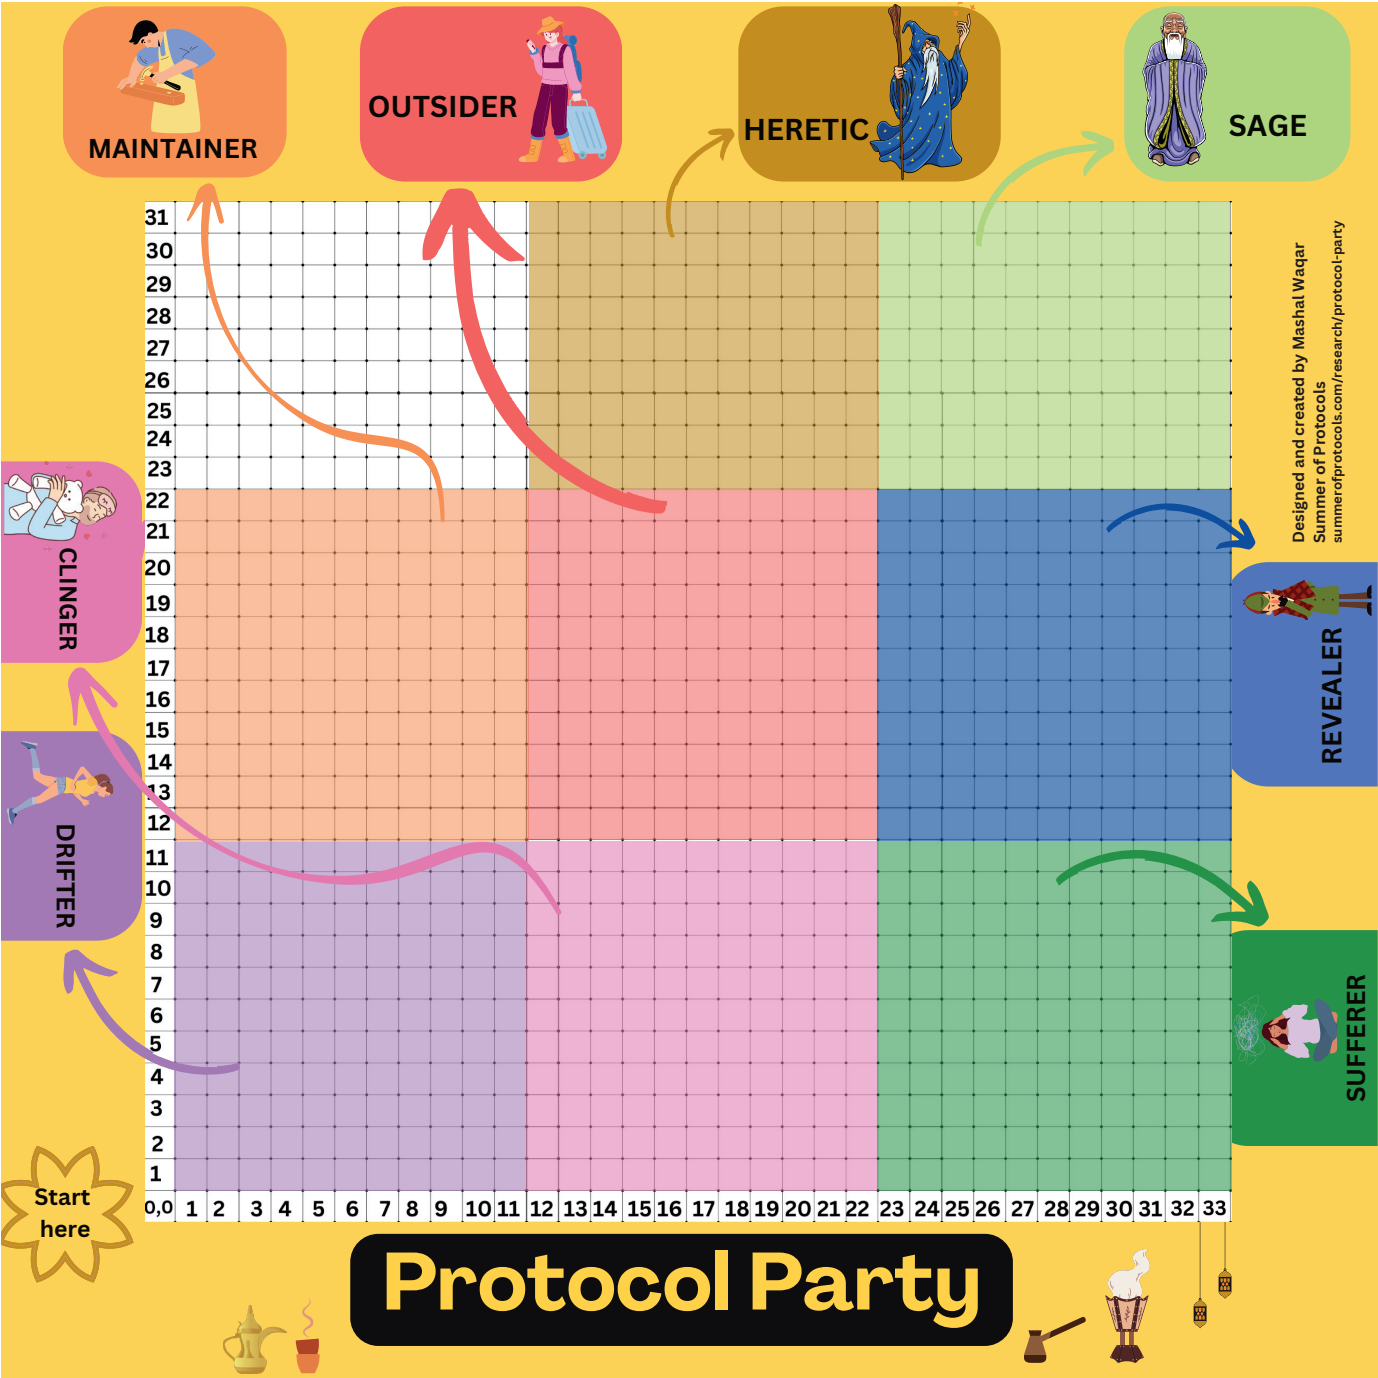 MAINTAINER
OUTSIDER
HERETIC
SAGE
31
30
29
28
27
26
25
24
23
22
21
20
19
18
17
16
15
14
13
12
11
10
9
8
7
6
5
4
3
2
1
0,0 1 2 3 4 5 6 7 8 9 10 11 12 13 14 15 16 17 18 19 20 21 22 23 24 25 26 27 28 29 30 31 32 33
CLINGER
DRIFTER
Start
here
Designed and created by Mashal Waqar
Summer of Protocols
summerofprotocols.com/research/protocol-party
REVEALER
SUFFERER
Protocol Party